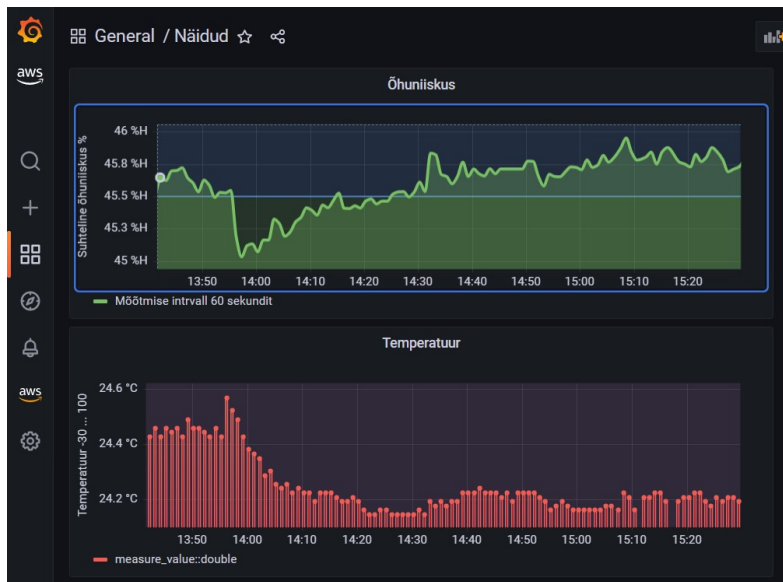 General / Näidud
aws
Õhuniiskus
Suhteline õhuniiskus %
46 %H
45.8 %H
45.5 %H
45.3 %H
45 %H
13:50 14:00 14:10 14:20 14:30 14:40 14:50 15:00 15:10 15:20
Mõõtmise intrvall 60 sekundit
Temperatuur
aws
Temperatuur -30 ... 100
24.6 °C
24.4 °C
24.2 °C
13:50 14:00 14:10 14:20 14:30 14:40 14:50 15:00 15:10 15:20
measure_value::double